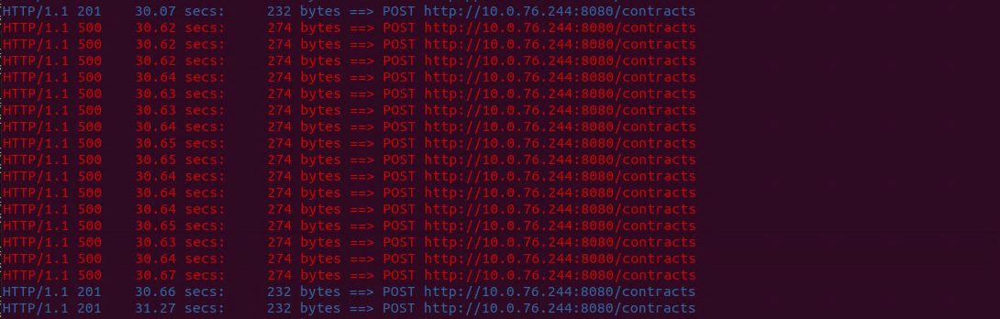 HTTP/1.1 201    30.07 secs:     232 bytes ==> POST http://10.0.76.244:8080/contracts
HTTP/1.1 500    30.62 secs:     274 bytes ==> POST http://10.0.76.244:8080/contracts
HTTP/1.1 500    30.62 secs:     274 bytes ==> POST http://10.0.76.244:8080/contracts
HTTP/1.1 500    30.62 secs:     274 bytes ==> POST http://10.0.76.244:8080/contracts
HTTP/1.1 500    30.64 secs:     274 bytes ==> POST http://10.0.76.244:8080/contracts
HTTP/1.1 500    30.63 secs:     274 bytes ==> POST http://10.0.76.244:8080/contracts
HTTP/1.1 500    30.63 secs:     274 bytes ==> POST http://10.0.76.244:8080/contracts
HTTP/1.1 500    30.64 secs:     274 bytes ==> POST http://10.0.76.244:8080/contracts
HTTP/1.1 500    30.65 secs:     274 bytes ==> POST http://10.0.76.244:8080/contracts
HTTP/1.1 500    30.65 secs:     274 bytes ==> POST http://10.0.76.244:8080/contracts
HTTP/1.1 500    30.64 secs:     274 bytes ==> POST http://10.0.76.244:8080/contracts
HTTP/1.1 500    30.64 secs:     274 bytes ==> POST http://10.0.76.244:8080/contracts
HTTP/1.1 500    30.64 secs:     274 bytes ==> POST http://10.0.76.244:8080/contracts
HTTP/1.1 500    30.65 secs:     274 bytes ==> POST http://10.0.76.244:8080/contracts
HTTP/1.1 500    30.63 secs:     274 bytes ==> POST http://10.0.76.244:8080/contracts
HTTP/1.1 500    30.64 secs:     274 bytes ==> POST http://10.0.76.244:8080/contracts
HTTP/1.1 500    30.67 secs:     274 bytes ==> POST http://10.0.76.244:8080/contracts
HTTP/1.1 201    30.66 secs:     232 bytes ==> POST http://10.0.76.244:8080/contracts
HTTP/1.1 201    31.27 secs:     232 bytes ==> POST http://10.0.76.244:8080/contracts